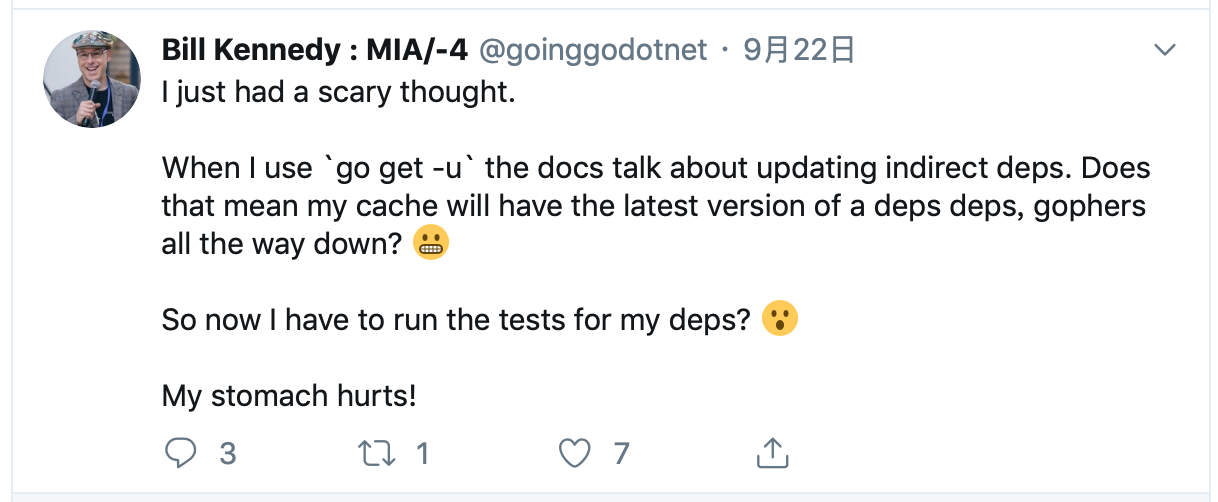 Bill Kennedy : MIA/-4 @goinggodotnet · 9月22日
I just had a scary thought.
When I use `go get -u` the docs talk about updating indirect deps. Does
that mean my cache will have the latest version of a deps deps, gophers
all the way down? 😬
So now I have to run the tests for my deps? 😮
My stomach hurts!
3 1 7